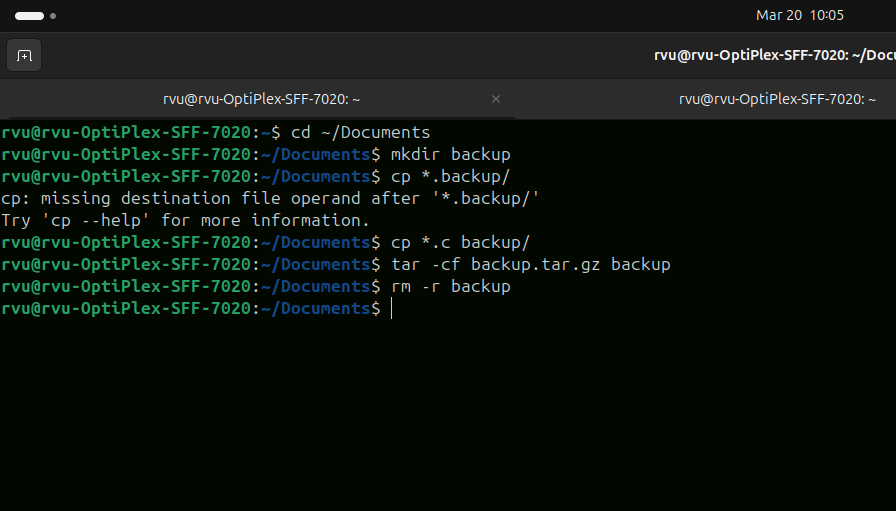 Mar 20 10:05
rvu@rvu-OptiPlex-SFF-7020: ~/Docu
rvu@rvu-OptiPlex-SFF-7020: ~ ×
rvu@rvu-OptiPlex-SFF-7020: ~
rvu@rvu-OptiPlex-SFF-7020:~$ cd ~/Documents
rvu@rvu-OptiPlex-SFF-7020:~/Documents$ mkdir backup
rvu@rvu-OptiPlex-SFF-7020:~/Documents$ cp *.backup/
cp: missing destination file operand after '*.backup/'
Try 'cp --help' for more information.
rvu@rvu-OptiPlex-SFF-7020:~/Documents$ cp *.c backup/
rvu@rvu-OptiPlex-SFF-7020:~/Documents$ tar -cf backup.tar.gz backup
rvu@rvu-OptiPlex-SFF-7020:~/Documents$ rm -r backup
rvu@rvu-OptiPlex-SFF-7020:~/Documents$